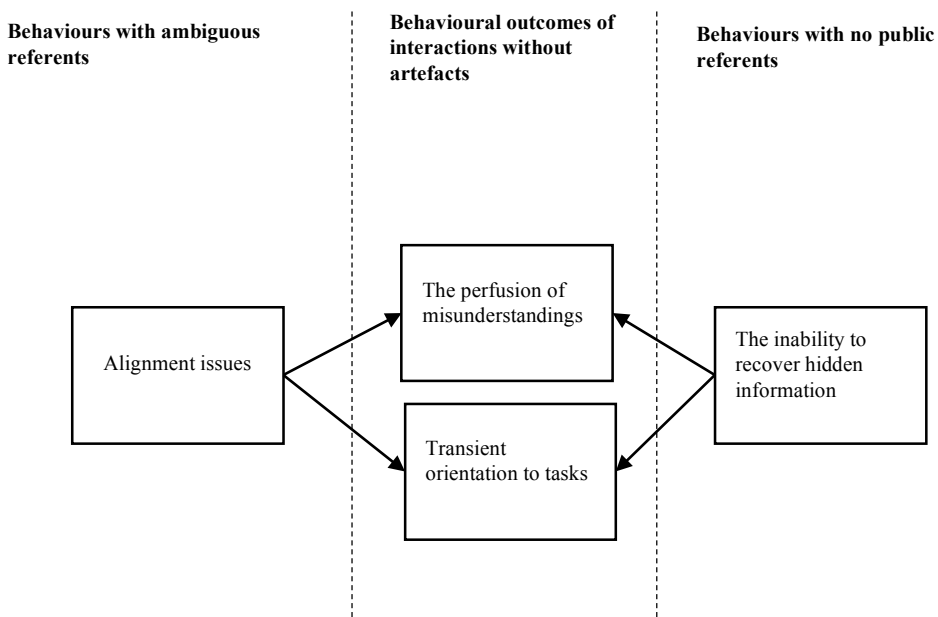 Behaviours with ambiguous
referents
Behavioural outcomes of
interactions without
artefacts
Behaviours with no public
referents
Alignment issues
The perfusion of
misunderstandings
Transient
orientation to tasks
The inability to
recover hidden
information